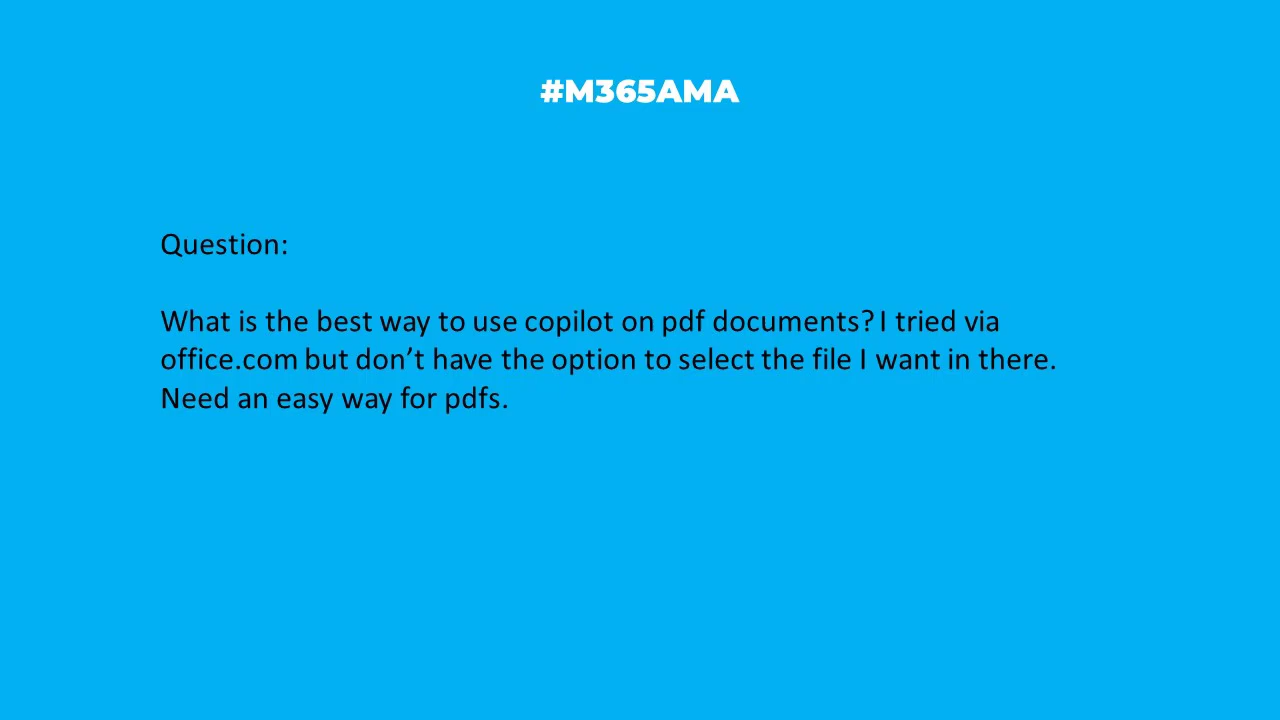 #M365AMA
Question:
What is the best way to use copilot on pdf documents? I tried via
office.com but don’t have the option to select the file I want in there.
Need an easy way for pdfs.